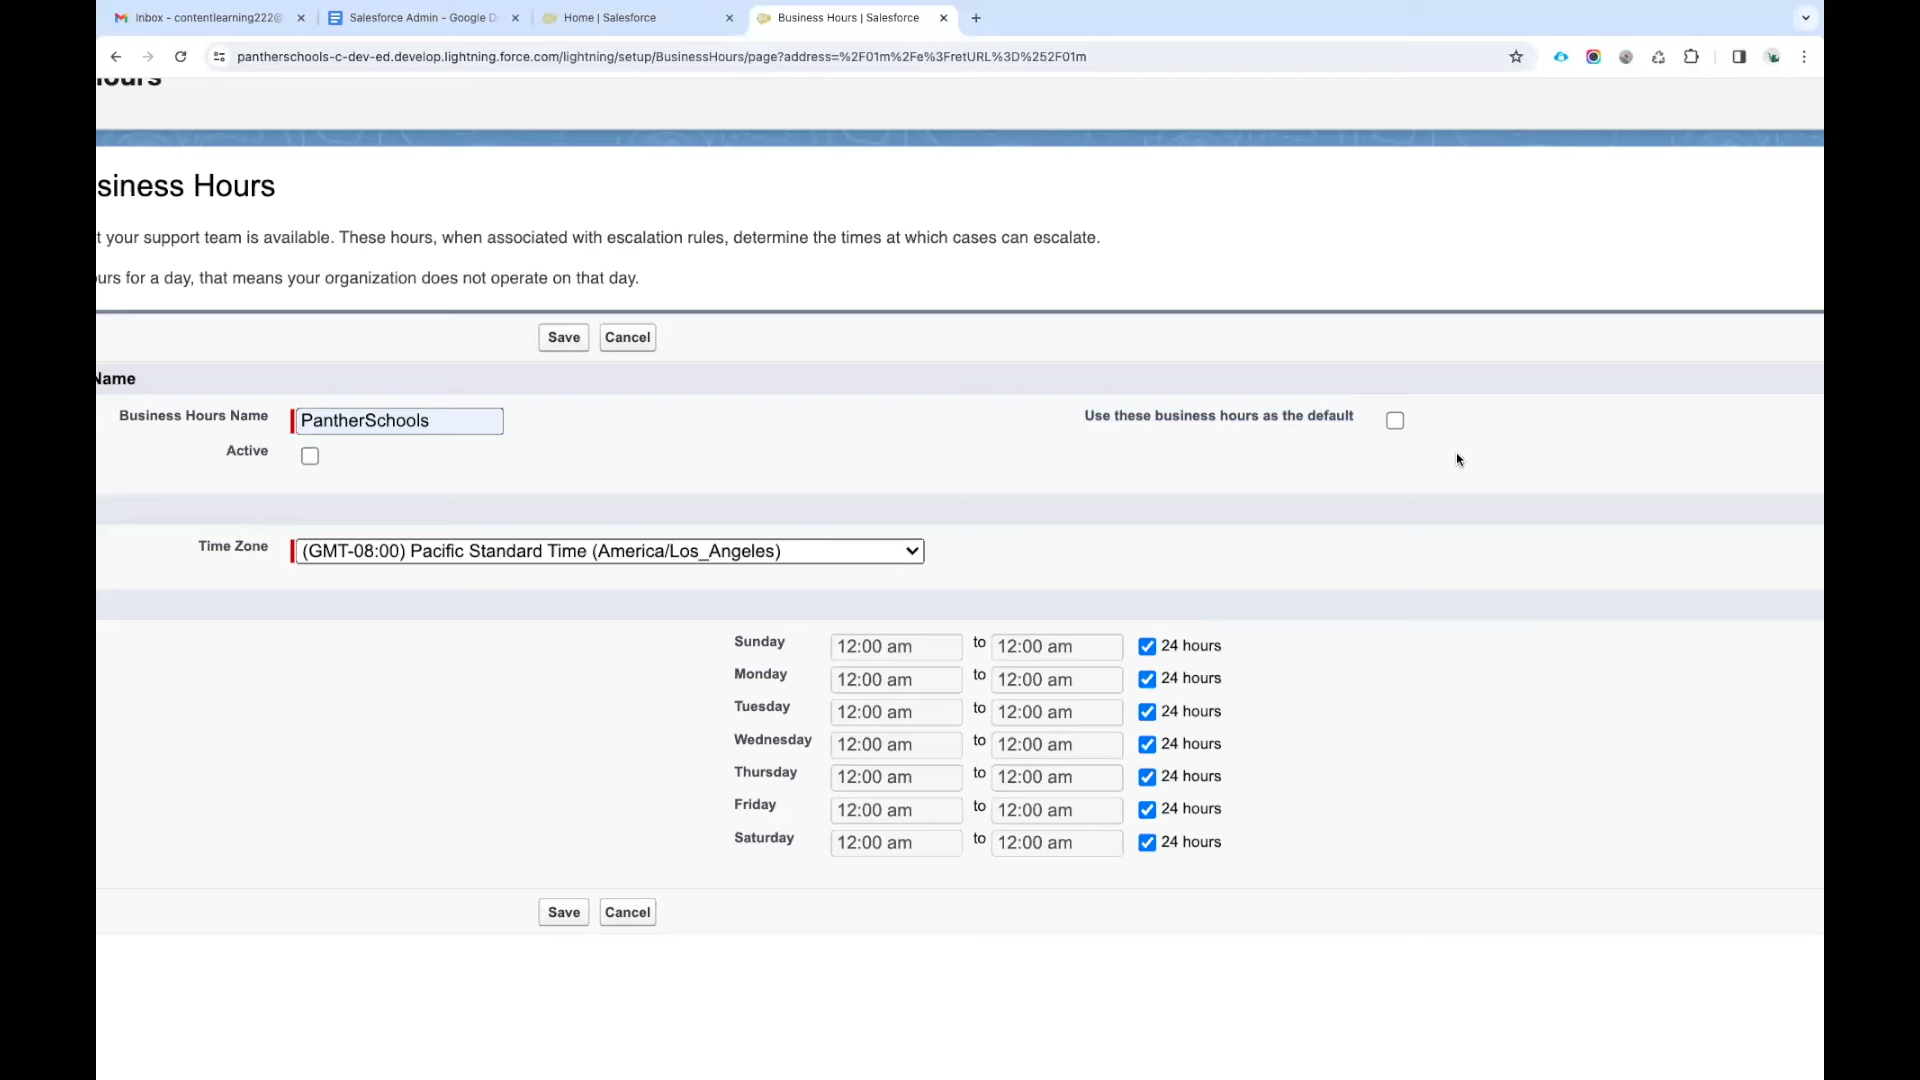 Inbox - contentlearning222@
Salesforce Admin - Google D
Home | Salesforce
Business Hours | Salesforce
pantherschools-c-dev-ed.develop.lightning.force.com/lightning/setup/BusinessHours/page?address=%2F01m%2Fe%3FretURL%3D%252F01m
Hours
siness Hours
t your support team is available. These hours, when associated with escalation rules, determine the times at which cases can escalate.
ours for a day, that means your organization does not operate on that day.
Save Cancel
Name
Business Hours Name PantherSchools Use these business hours as the default
Active
Time Zone (GMT-08:00) Pacific Standard Time (America/Los_Angeles)
Sunday 12:00 am to 12:00 am 24 hours
Monday 12:00 am to 12:00 am 24 hours
Tuesday 12:00 am to 12:00 am 24 hours
Wednesday 12:00 am to 12:00 am 24 hours
Thursday 12:00 am to 12:00 am 24 hours
Friday 12:00 am to 12:00 am 24 hours
Saturday 12:00 am to 12:00 am 24 hours
Save Cancel